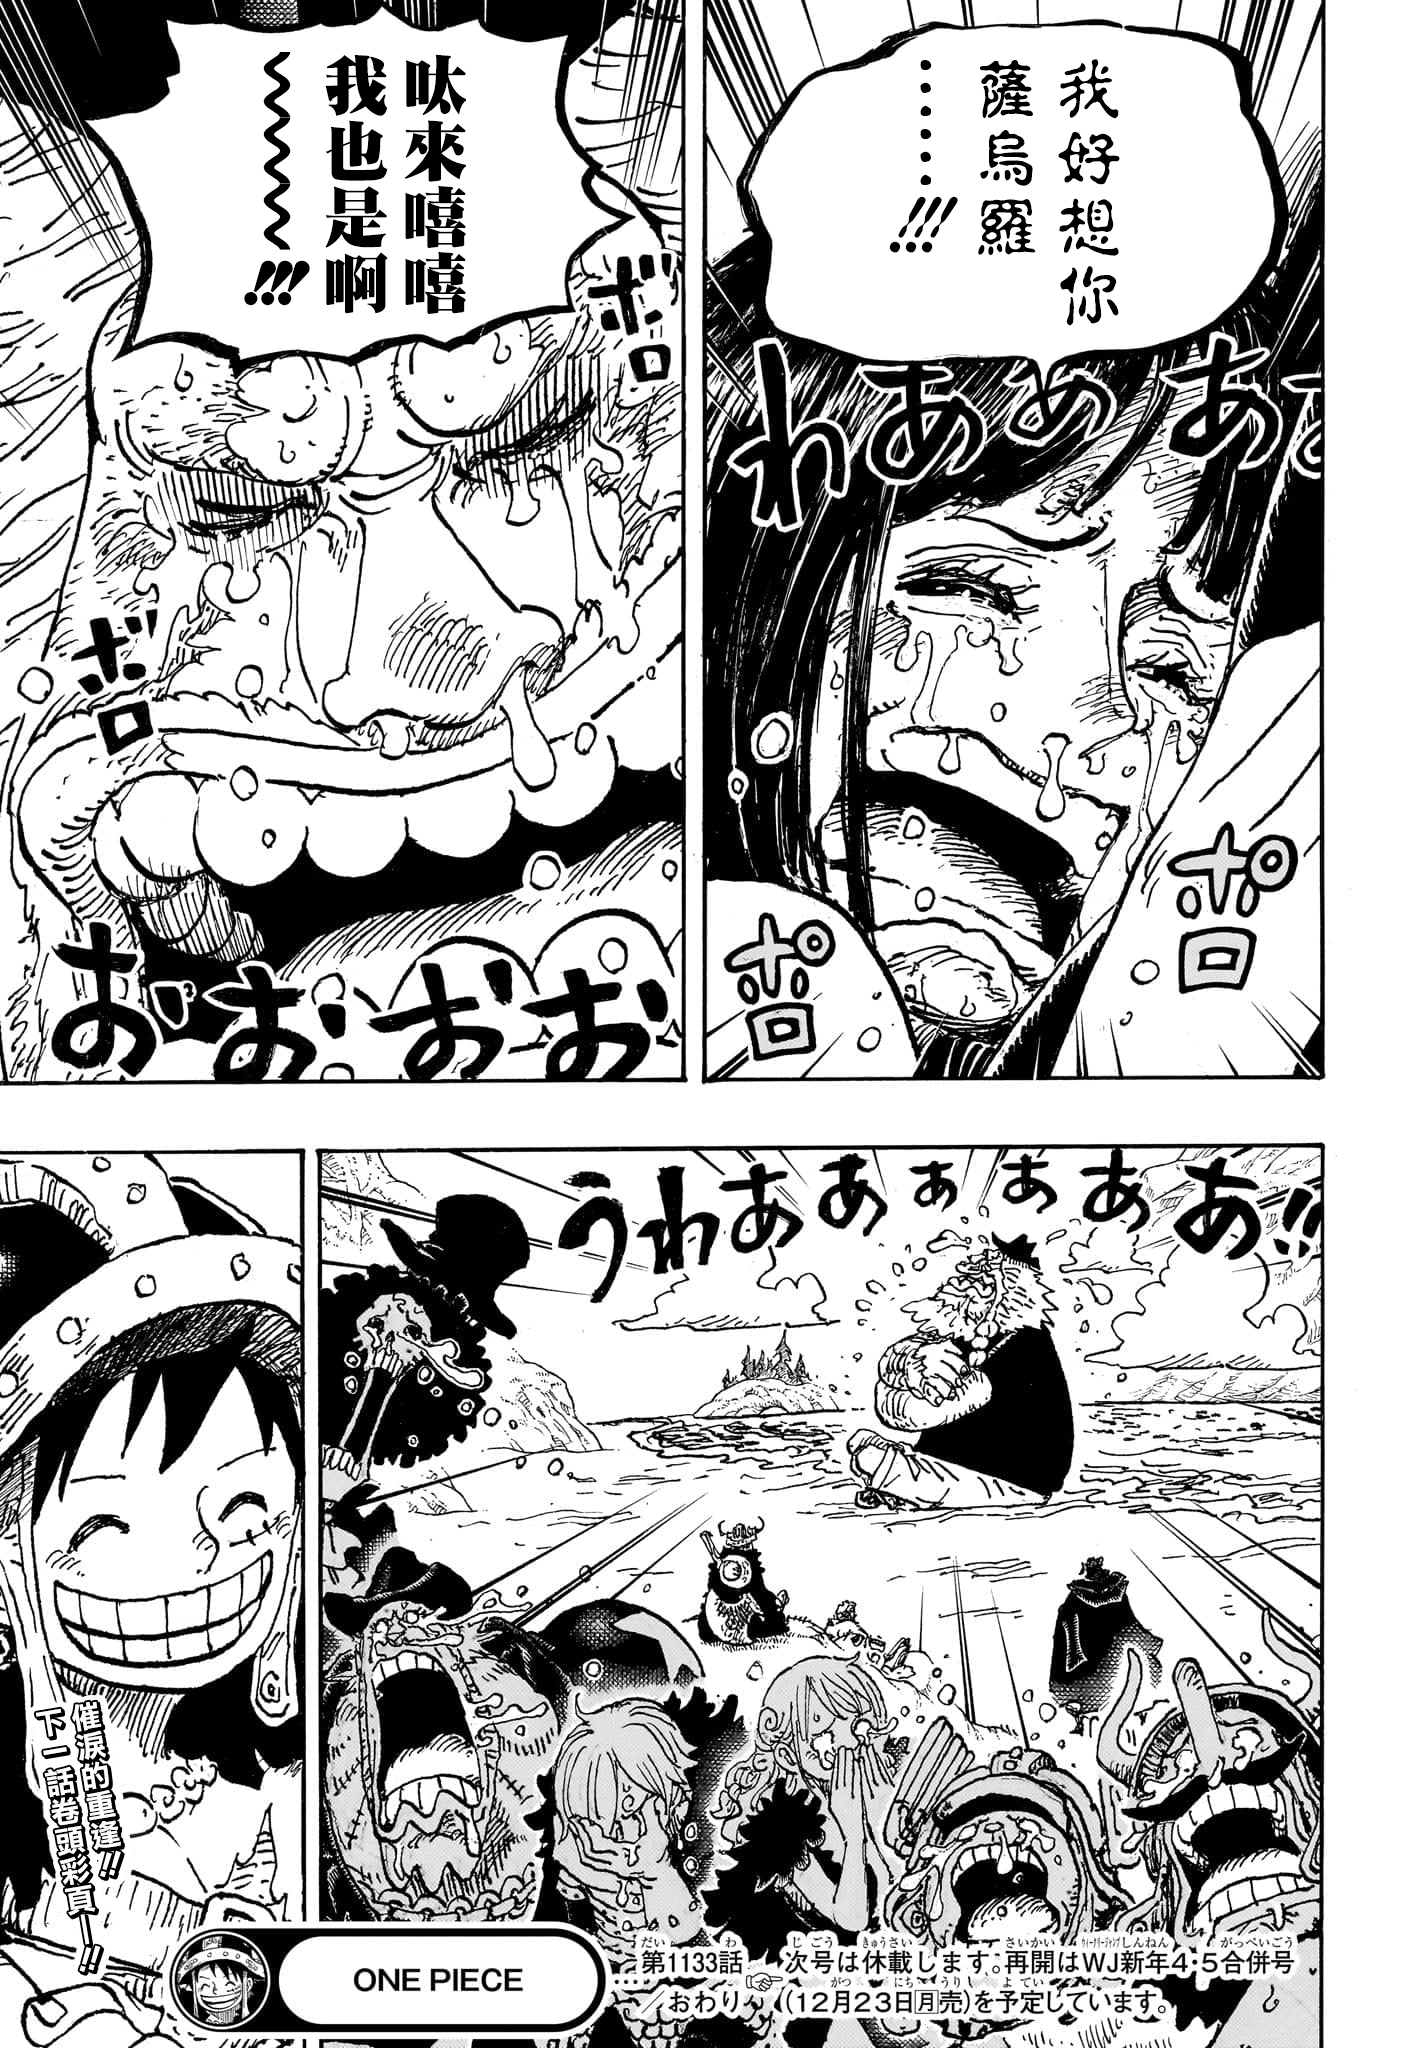 我好想你
薩烏羅
……!!!
わあああ
ポロ
ポロ
呔來嘻嘻
我也是啊
~~~~!!!
ボロ
ボロ
おおおお
うわあああぁぁあああ!!
催淚的重逢!!
下一話卷頭彩頁—!!
ONE PIECE
第1133話／おわり
次号は休載します。再開はWJ新年4・5合併号
(12月23日月売)を予定しています。